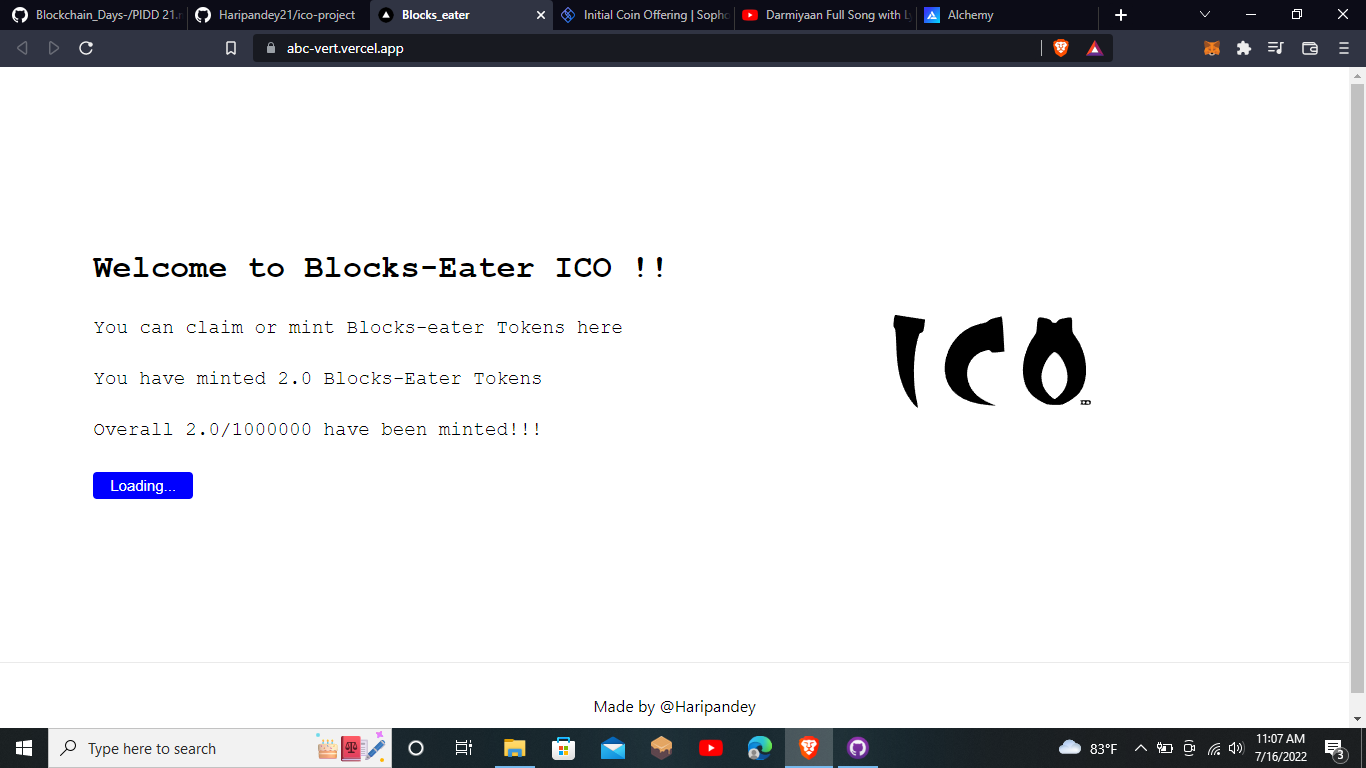 Blockchain_Days-/PIDD 21.
Haripandey21/ico-project
Blocks_eater
Initial Coin Offering | Sophc
Darmiyaan Full Song with L
Alchemy
abc-vert.vercel.app
Welcome to Blocks-Eater ICO !!
You can claim or mint Blocks-eater Tokens here
You have minted 2.0 Blocks-Eater Tokens
Overall 2.0/1000000 have been minted!!!
Loading...
ICO
Made by @Haripandey
Type here to search
83°F
11:07 AM
7/16/2022
3